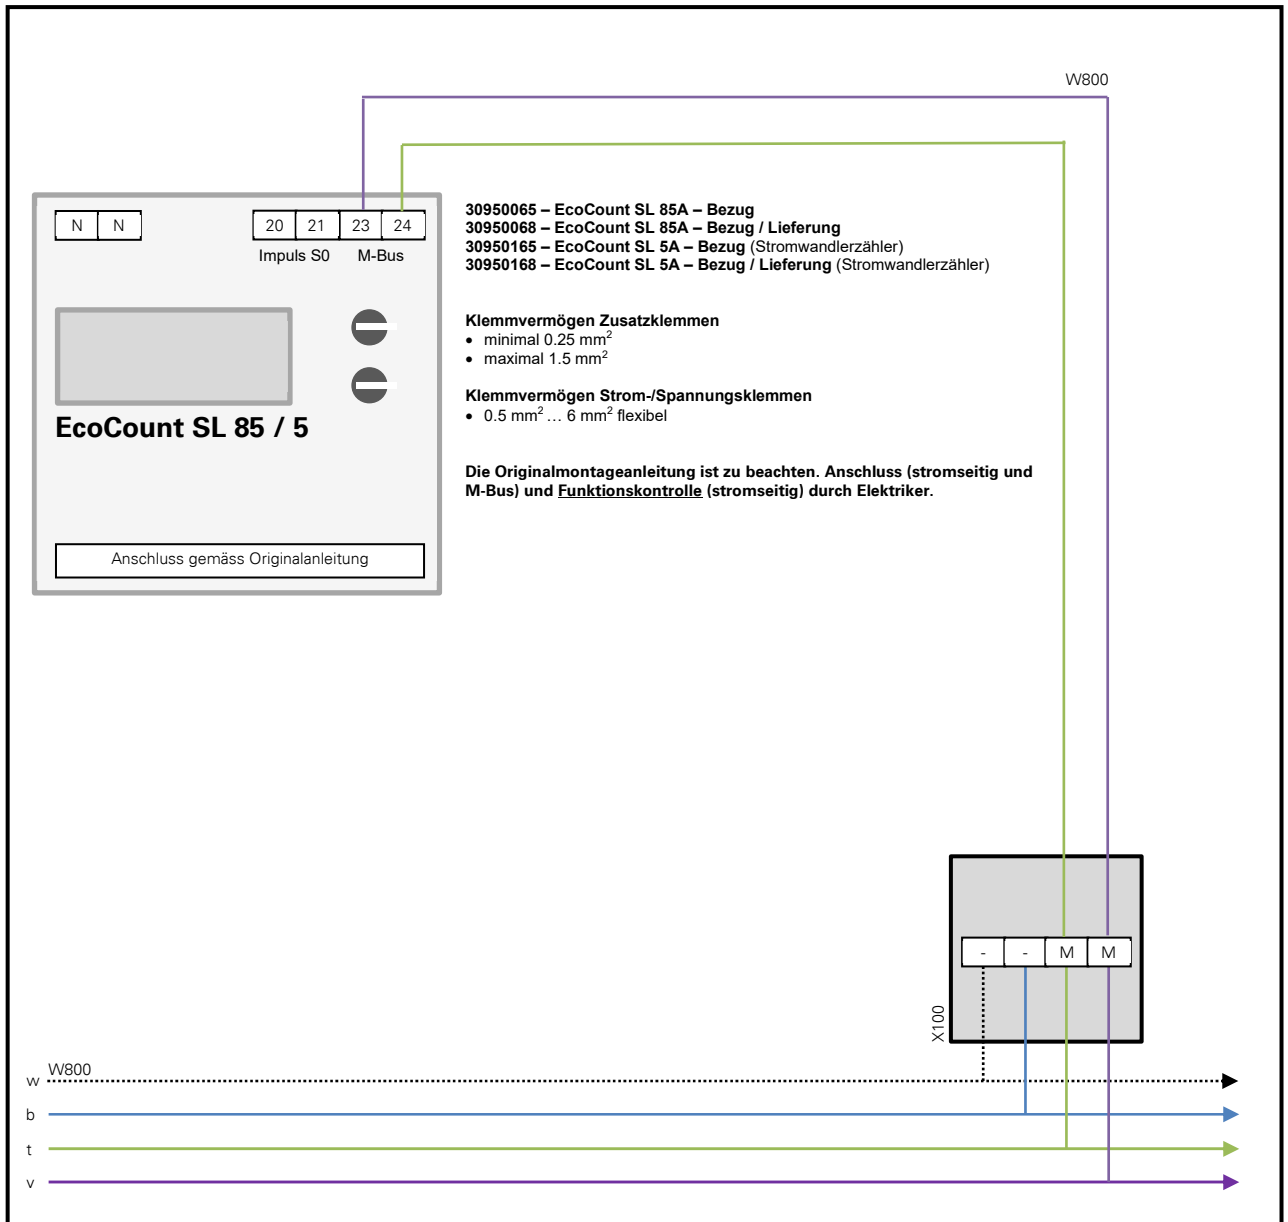 W800
N N 20 21 23 24
Impuls S0 M-Bus
EcoCount SL 85 / 5
Anschluss gemäss Originalanleitung
30950065 – EcoCount SL 85A – Bezug
30950068 – EcoCount SL 85A – Bezug / Lieferung
30950165 – EcoCount SL 5A – Bezug (Stromwandlerzähler)
30950168 – EcoCount SL 5A – Bezug / Lieferung (Stromwandlerzähler)
Klemmvermögen Zusatzklemmen
• minimal 0.25 mm²
• maximal 1.5 mm²
Klemmvermögen Strom-/Spannungsklemmen
• 0.5 mm² … 6 mm² flexibel
Die Originalmontageanleitung ist zu beachten. Anschluss (stromseitig und
M-Bus) und Funktionskontrolle (stromseitig) durch Elektriker.
- - M M
X100
W800
w
b
t
v